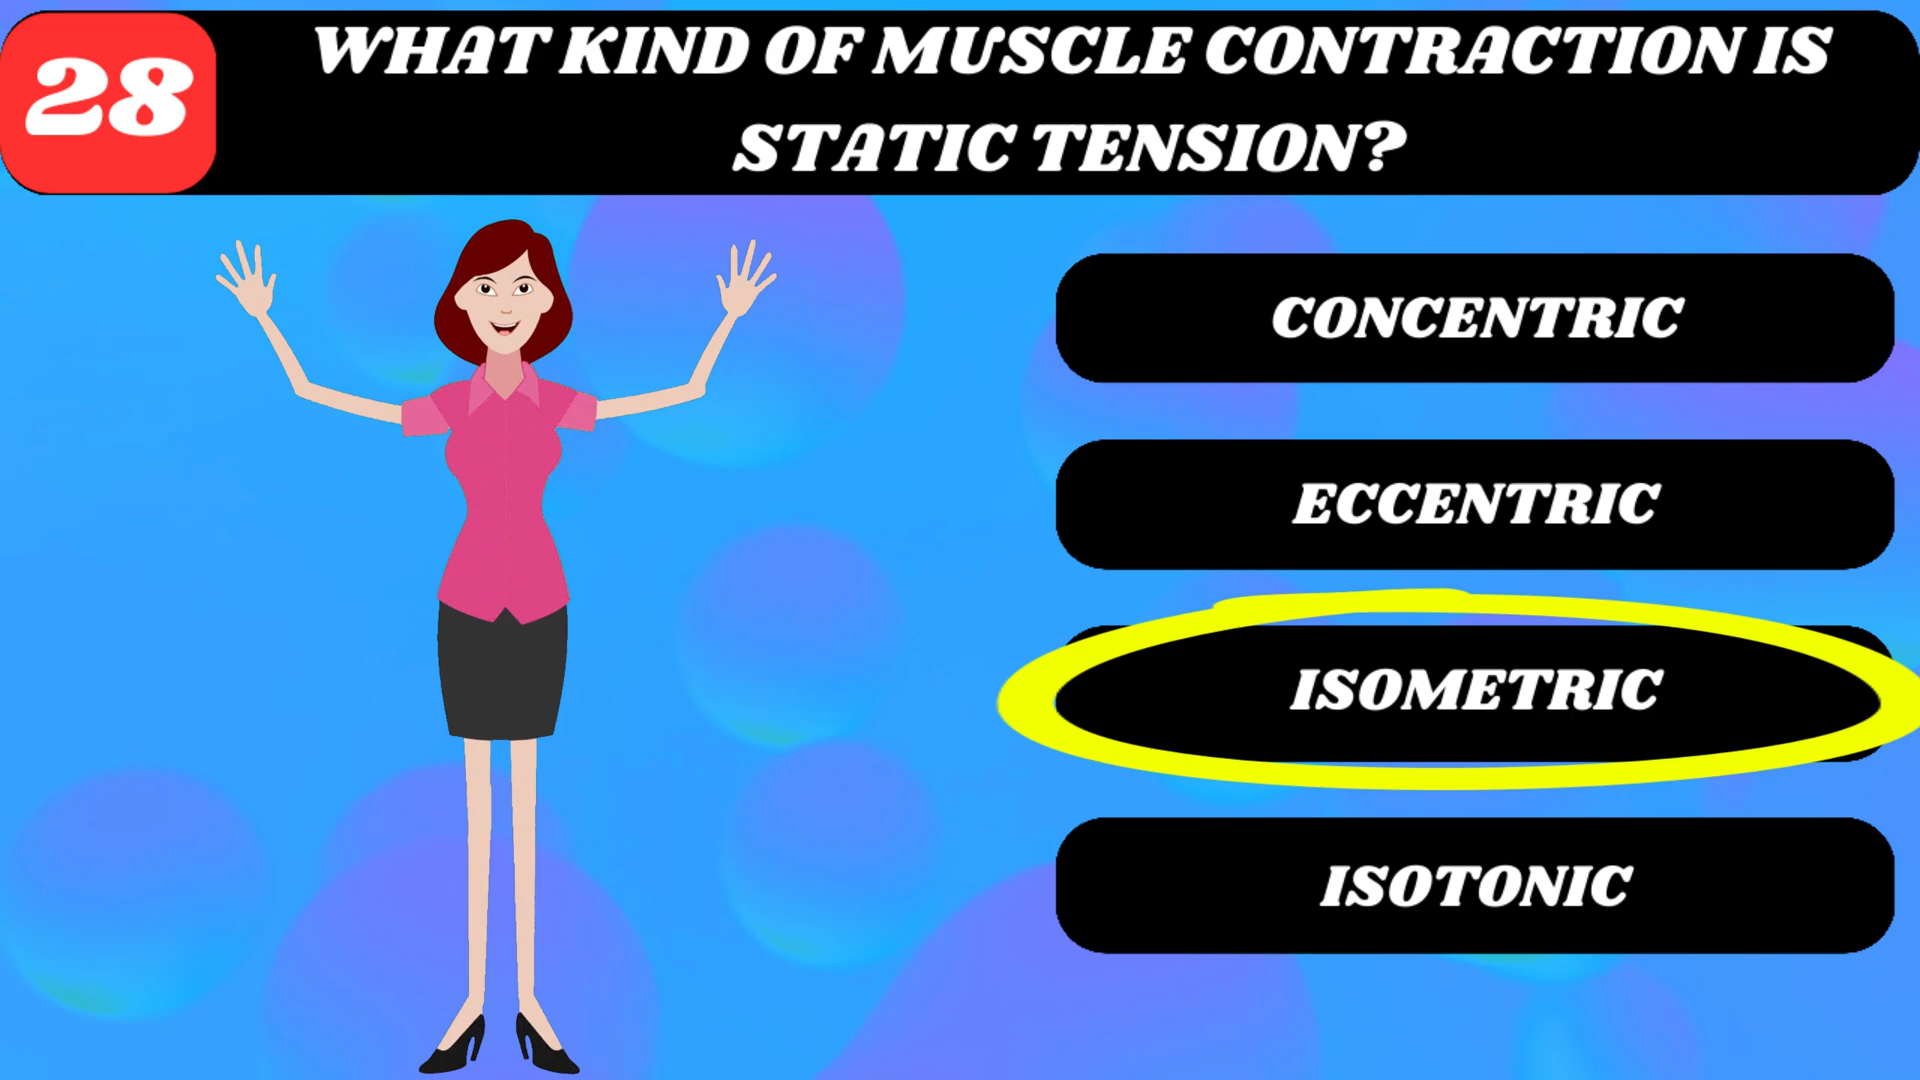 28
WHAT KIND OF MUSCLE CONTRACTION IS
STATIC TENSION?
CONCENTRIC
ECCENTRIC
ISOMETRIC
ISOTONIC